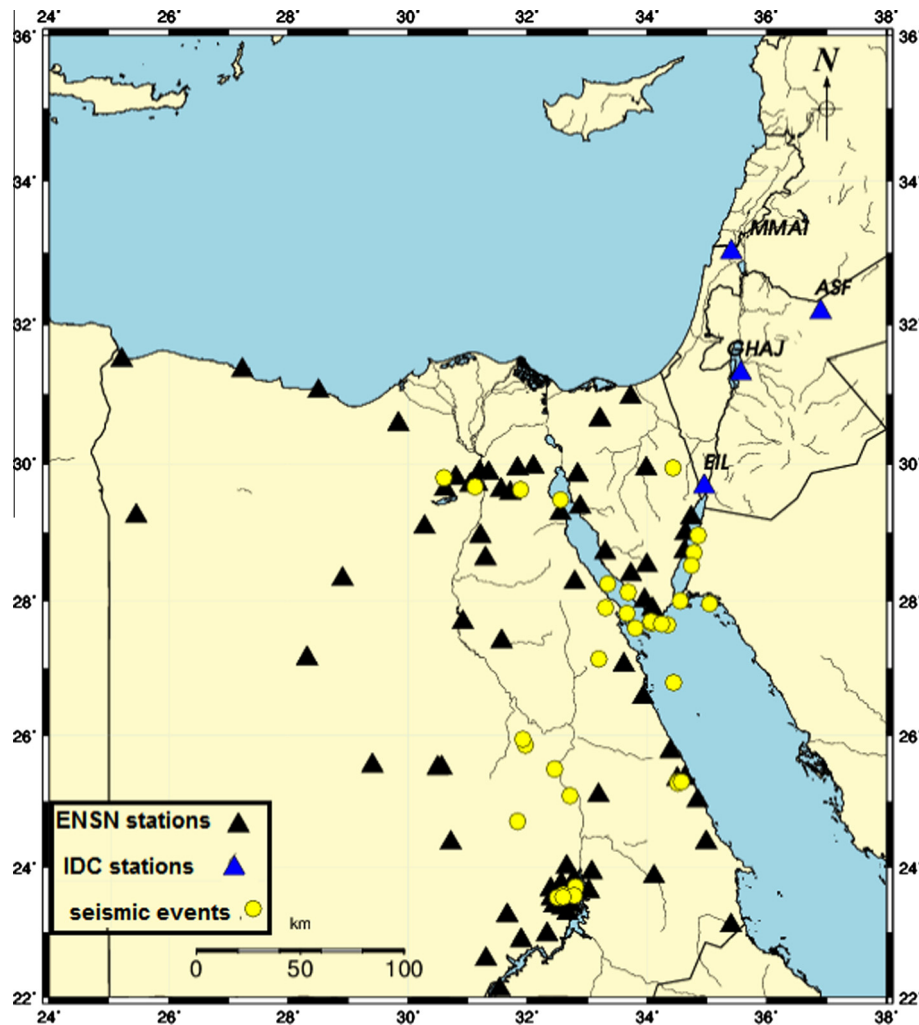 24° 26° 28° 30° 32° 34° 36° 38°
36° 36°
N
34° 34°
MMAI
ASF
32° 32°
GHAJ
30° EIL 30°
28° 28°
26° 26°
ENSN stations
IDC stations
24° 24°
seismic events
km
0 50 100
22° 22°
24° 26° 28° 30° 32° 34° 36° 38°